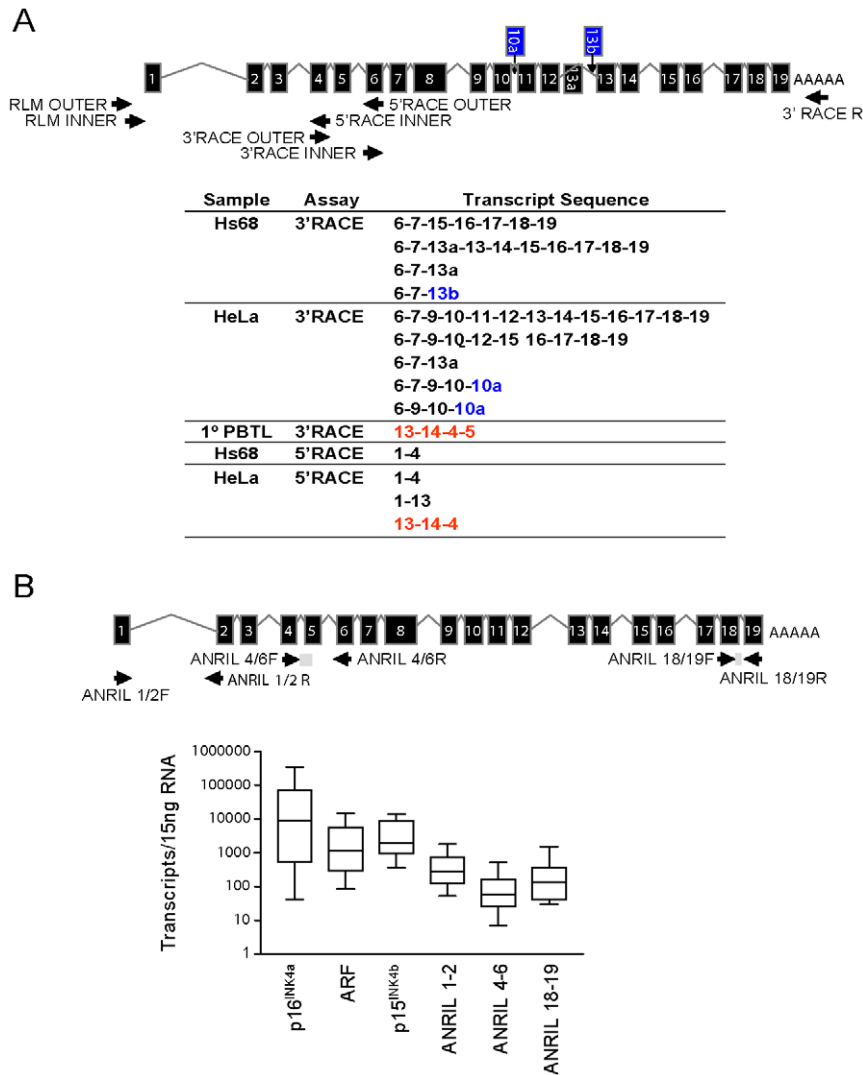 A
10a
13b
1 2 3 4 5 6 7 8 9 10 11 12 13a 13 14 15 16 17 18 19 AAAAA
RLM OUTER
5'RACE OUTER
3' RACE R
RLM INNER
5'RACE INNER
3'RACE OUTER
3'RACE INNER
Sample Assay Transcript Sequence
Hs68 3'RACE 6-7-15-16-17-18-19
6-7-13a-13-14-15-16-17-18-19
6-7-13a
6-7-13b
HeLa 3'RACE 6-7-9-10-11-12-13-14-15-16-17-18-19
6-7-9-10-12-15 16-17-18-19
6-7-13a
6-7-9-10-10a
6-9-10-10a
1º PBTL 3'RACE 13-14-4-5
Hs68 5'RACE 1-4
HeLa 5'RACE 1-4
1-13
13-14-4
B
1 2 3 4 5 6 7 8 9 10 11 12 13 14 15 16 17 18 19 AAAAA
ANRIL 4/6F
ANRIL 4/6R
ANRIL 18/19F
ANRIL 1/2F
ANRIL 1/2 R
ANRIL 18/19R
Transcripts/15ng RNA
1000000
100000
10000
1000
100
10
1
p16INK4a
ARF
p15INK4b
ANRIL 1-2
ANRIL 4-6
ANRIL 18-19